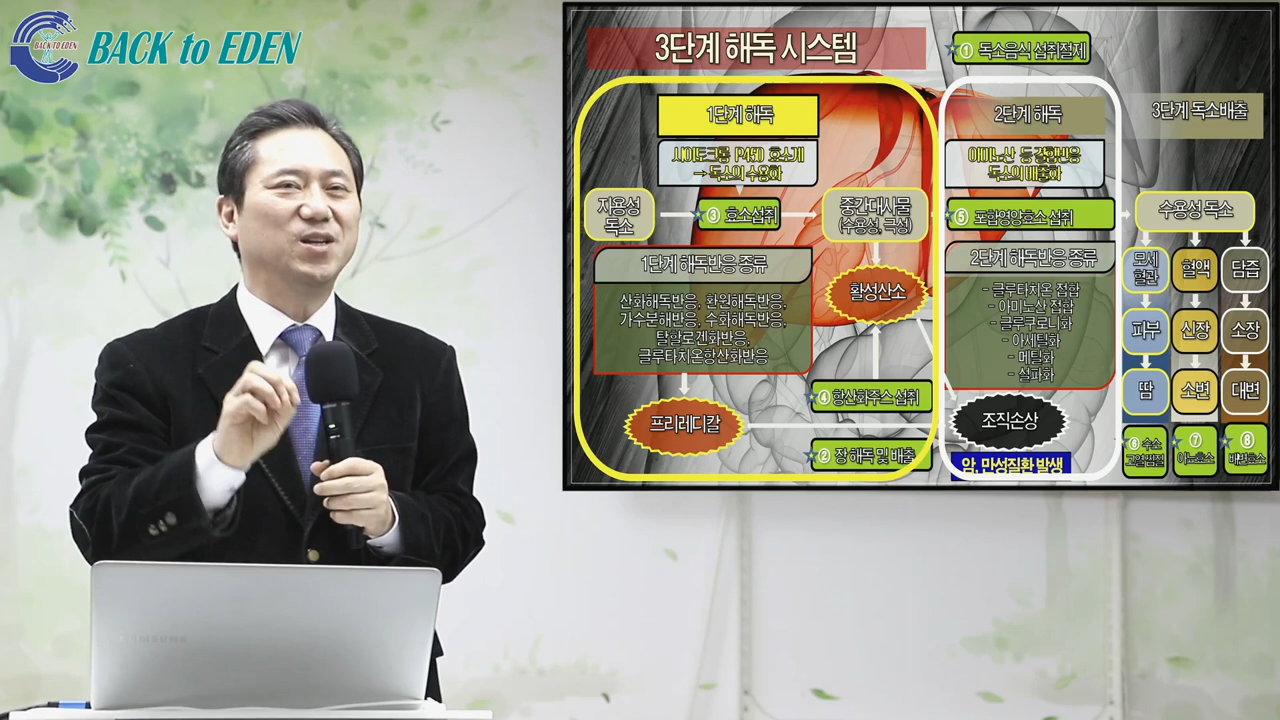 BACK TO EDEN
BACK to EDEN
SAMSUNG
3단계 해독 시스템
① 독소음식 섭취절제
1단계 해독
시이토크롬 P450 효소계
→ 독소의 수용화
지용성
독소
③ 효소섭취
중간대사물
(수용성, 극성)
1단계 해독반응 종류
산화해독반응, 환원해독반응,
가수분해반응, 수화해독반응,
탈할로겐화반응,
글루타치온항산화반응
활성산소
프리레디칼
④ 항산화주스 섭취
② 장 해독 및 배출
2단계 해독
아미노산 등 결합반응
독소의 배출화
⑤ 포합영양효소 섭취
2단계 해독반응 종류
- 글루타치온 접합
- 아미노산 접합
- 글루쿠로니화
- 아세틸화
- 메틸화
- 설파화
조직손상
암, 만성질환 발생
3단계 독소배출
수용성 독소
모세
혈관
혈액
담즙
피부
신장
소장
땀
소변
대변
⑥ 수소
고열찜질
⑦
이뇨효소
⑧
배변효소